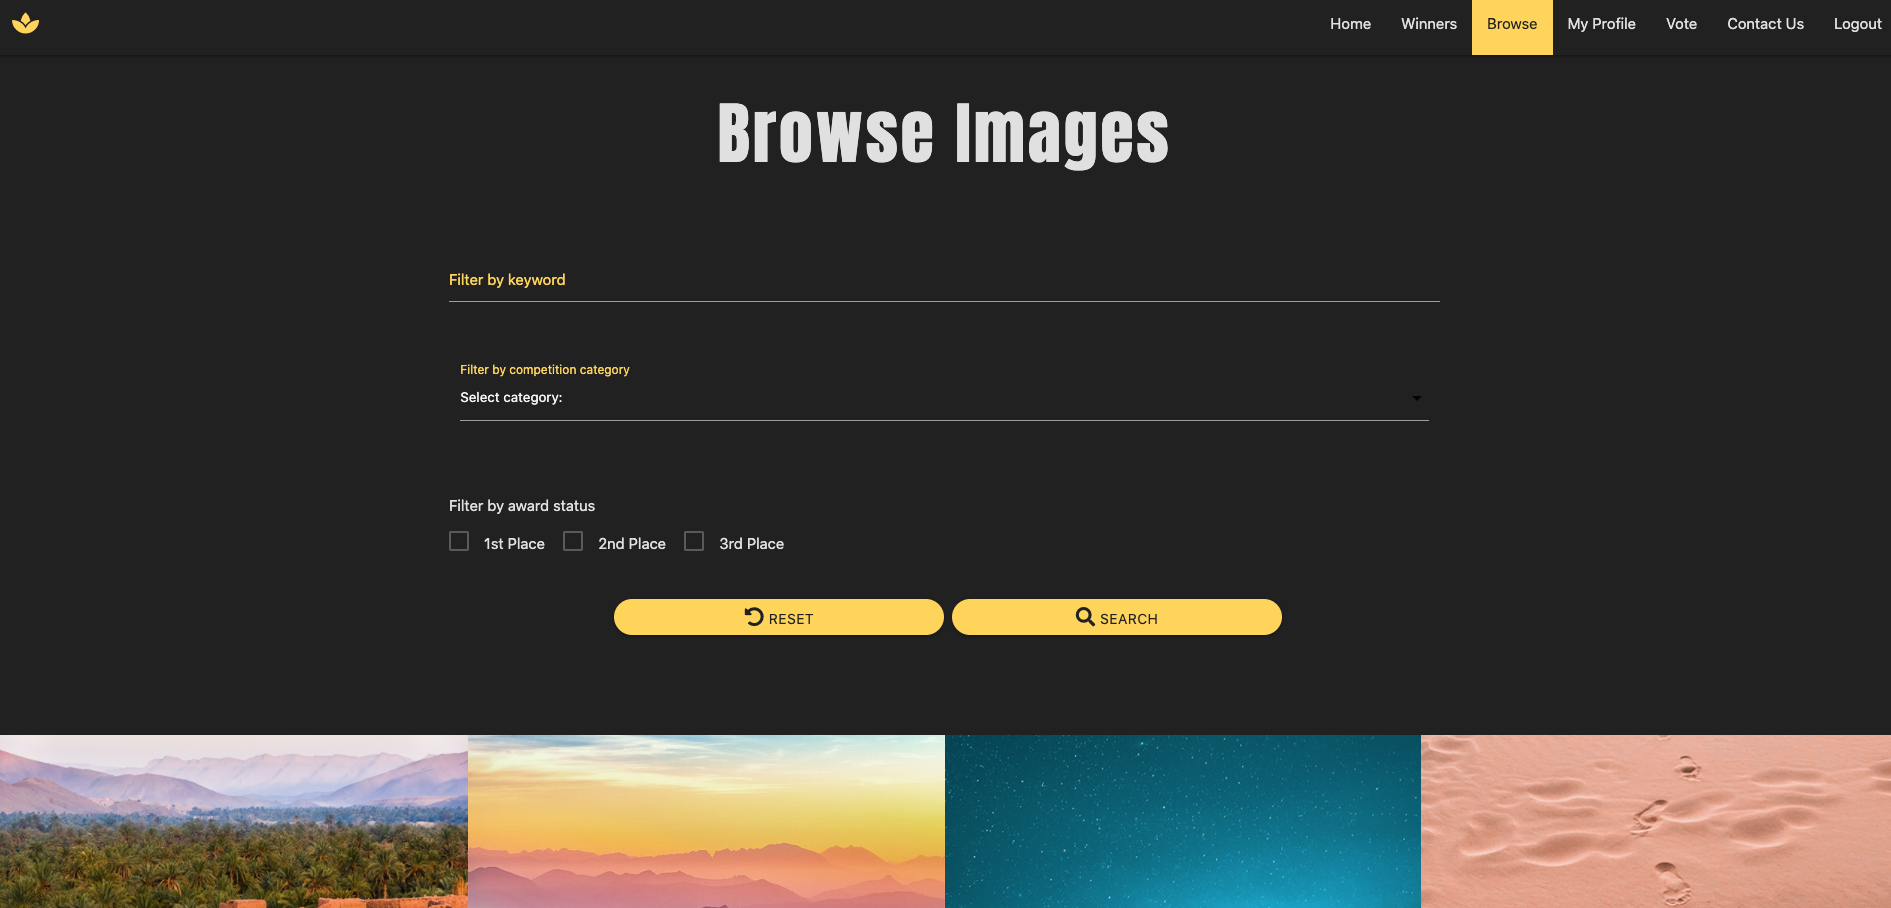 Home Winners Browse My Profile Vote Contact Us Logout
Browse Images
Filter by keyword
Filter by competition category
Select category:
Filter by award status
1st Place 2nd Place 3rd Place
RESET SEARCH